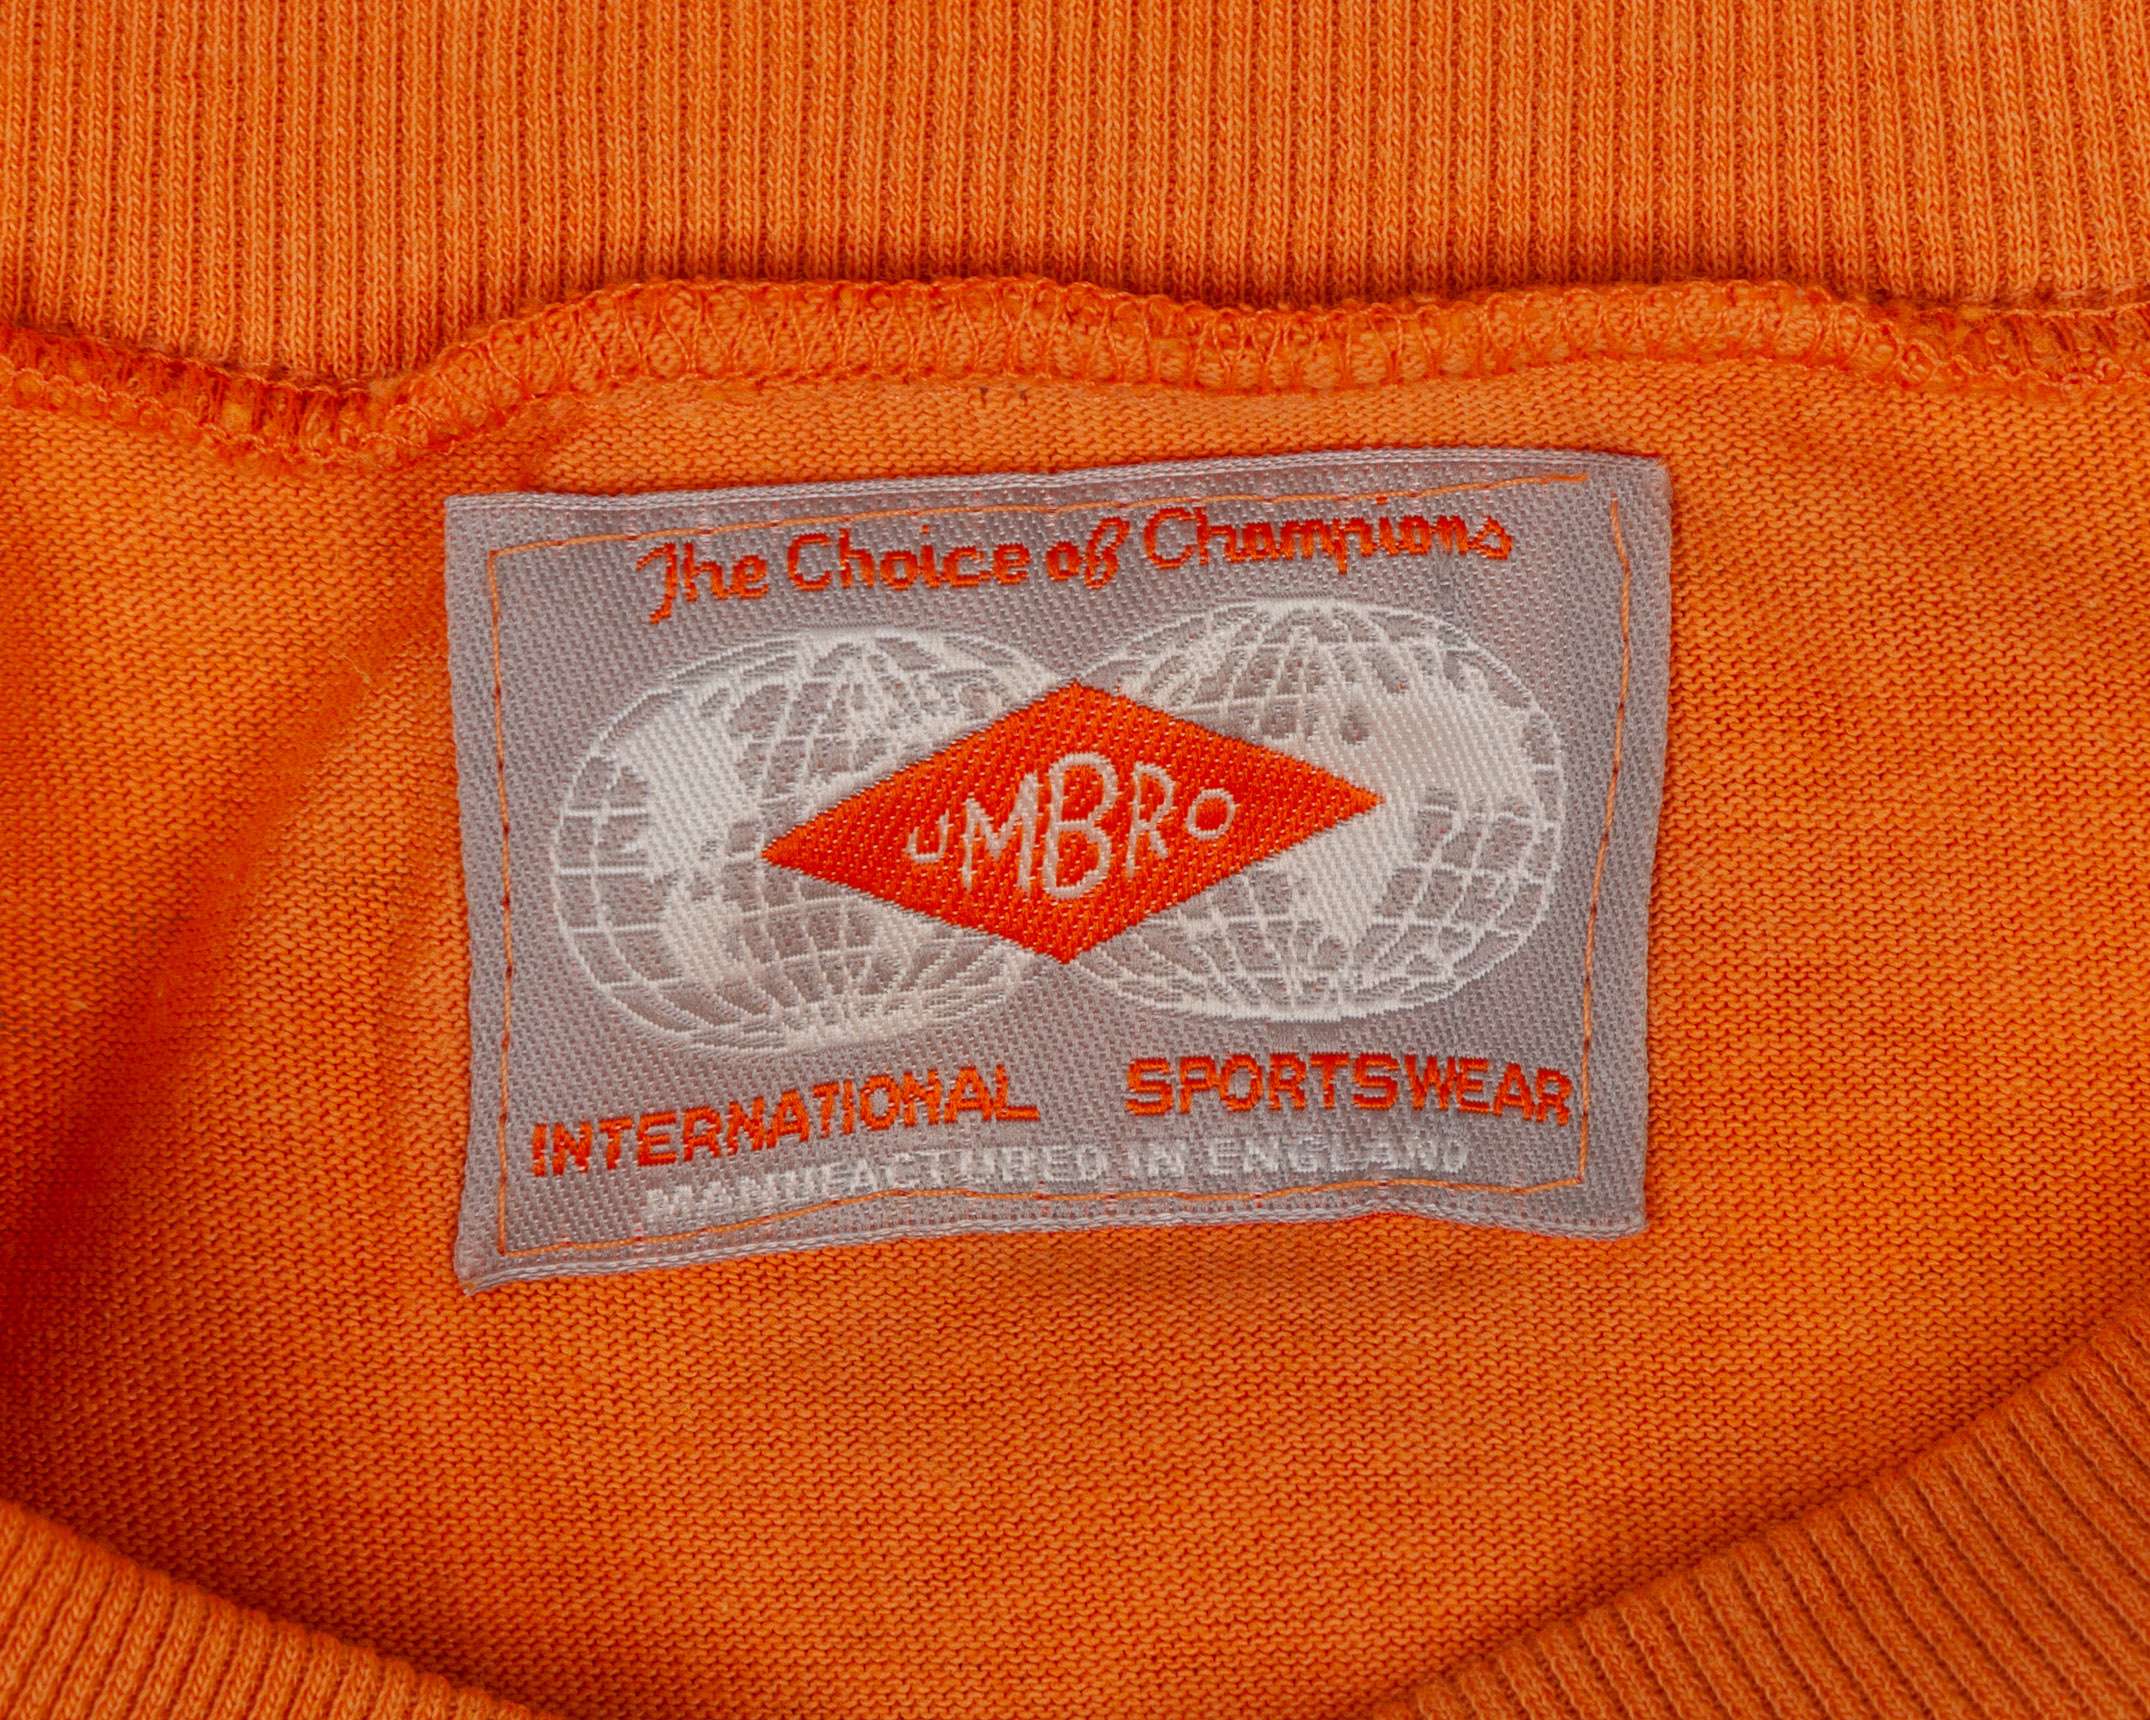 The Choice of Champions
UMBRO
INTERNATIONAL SPORTSWEAR
MANUFACTURED IN ENGLAND